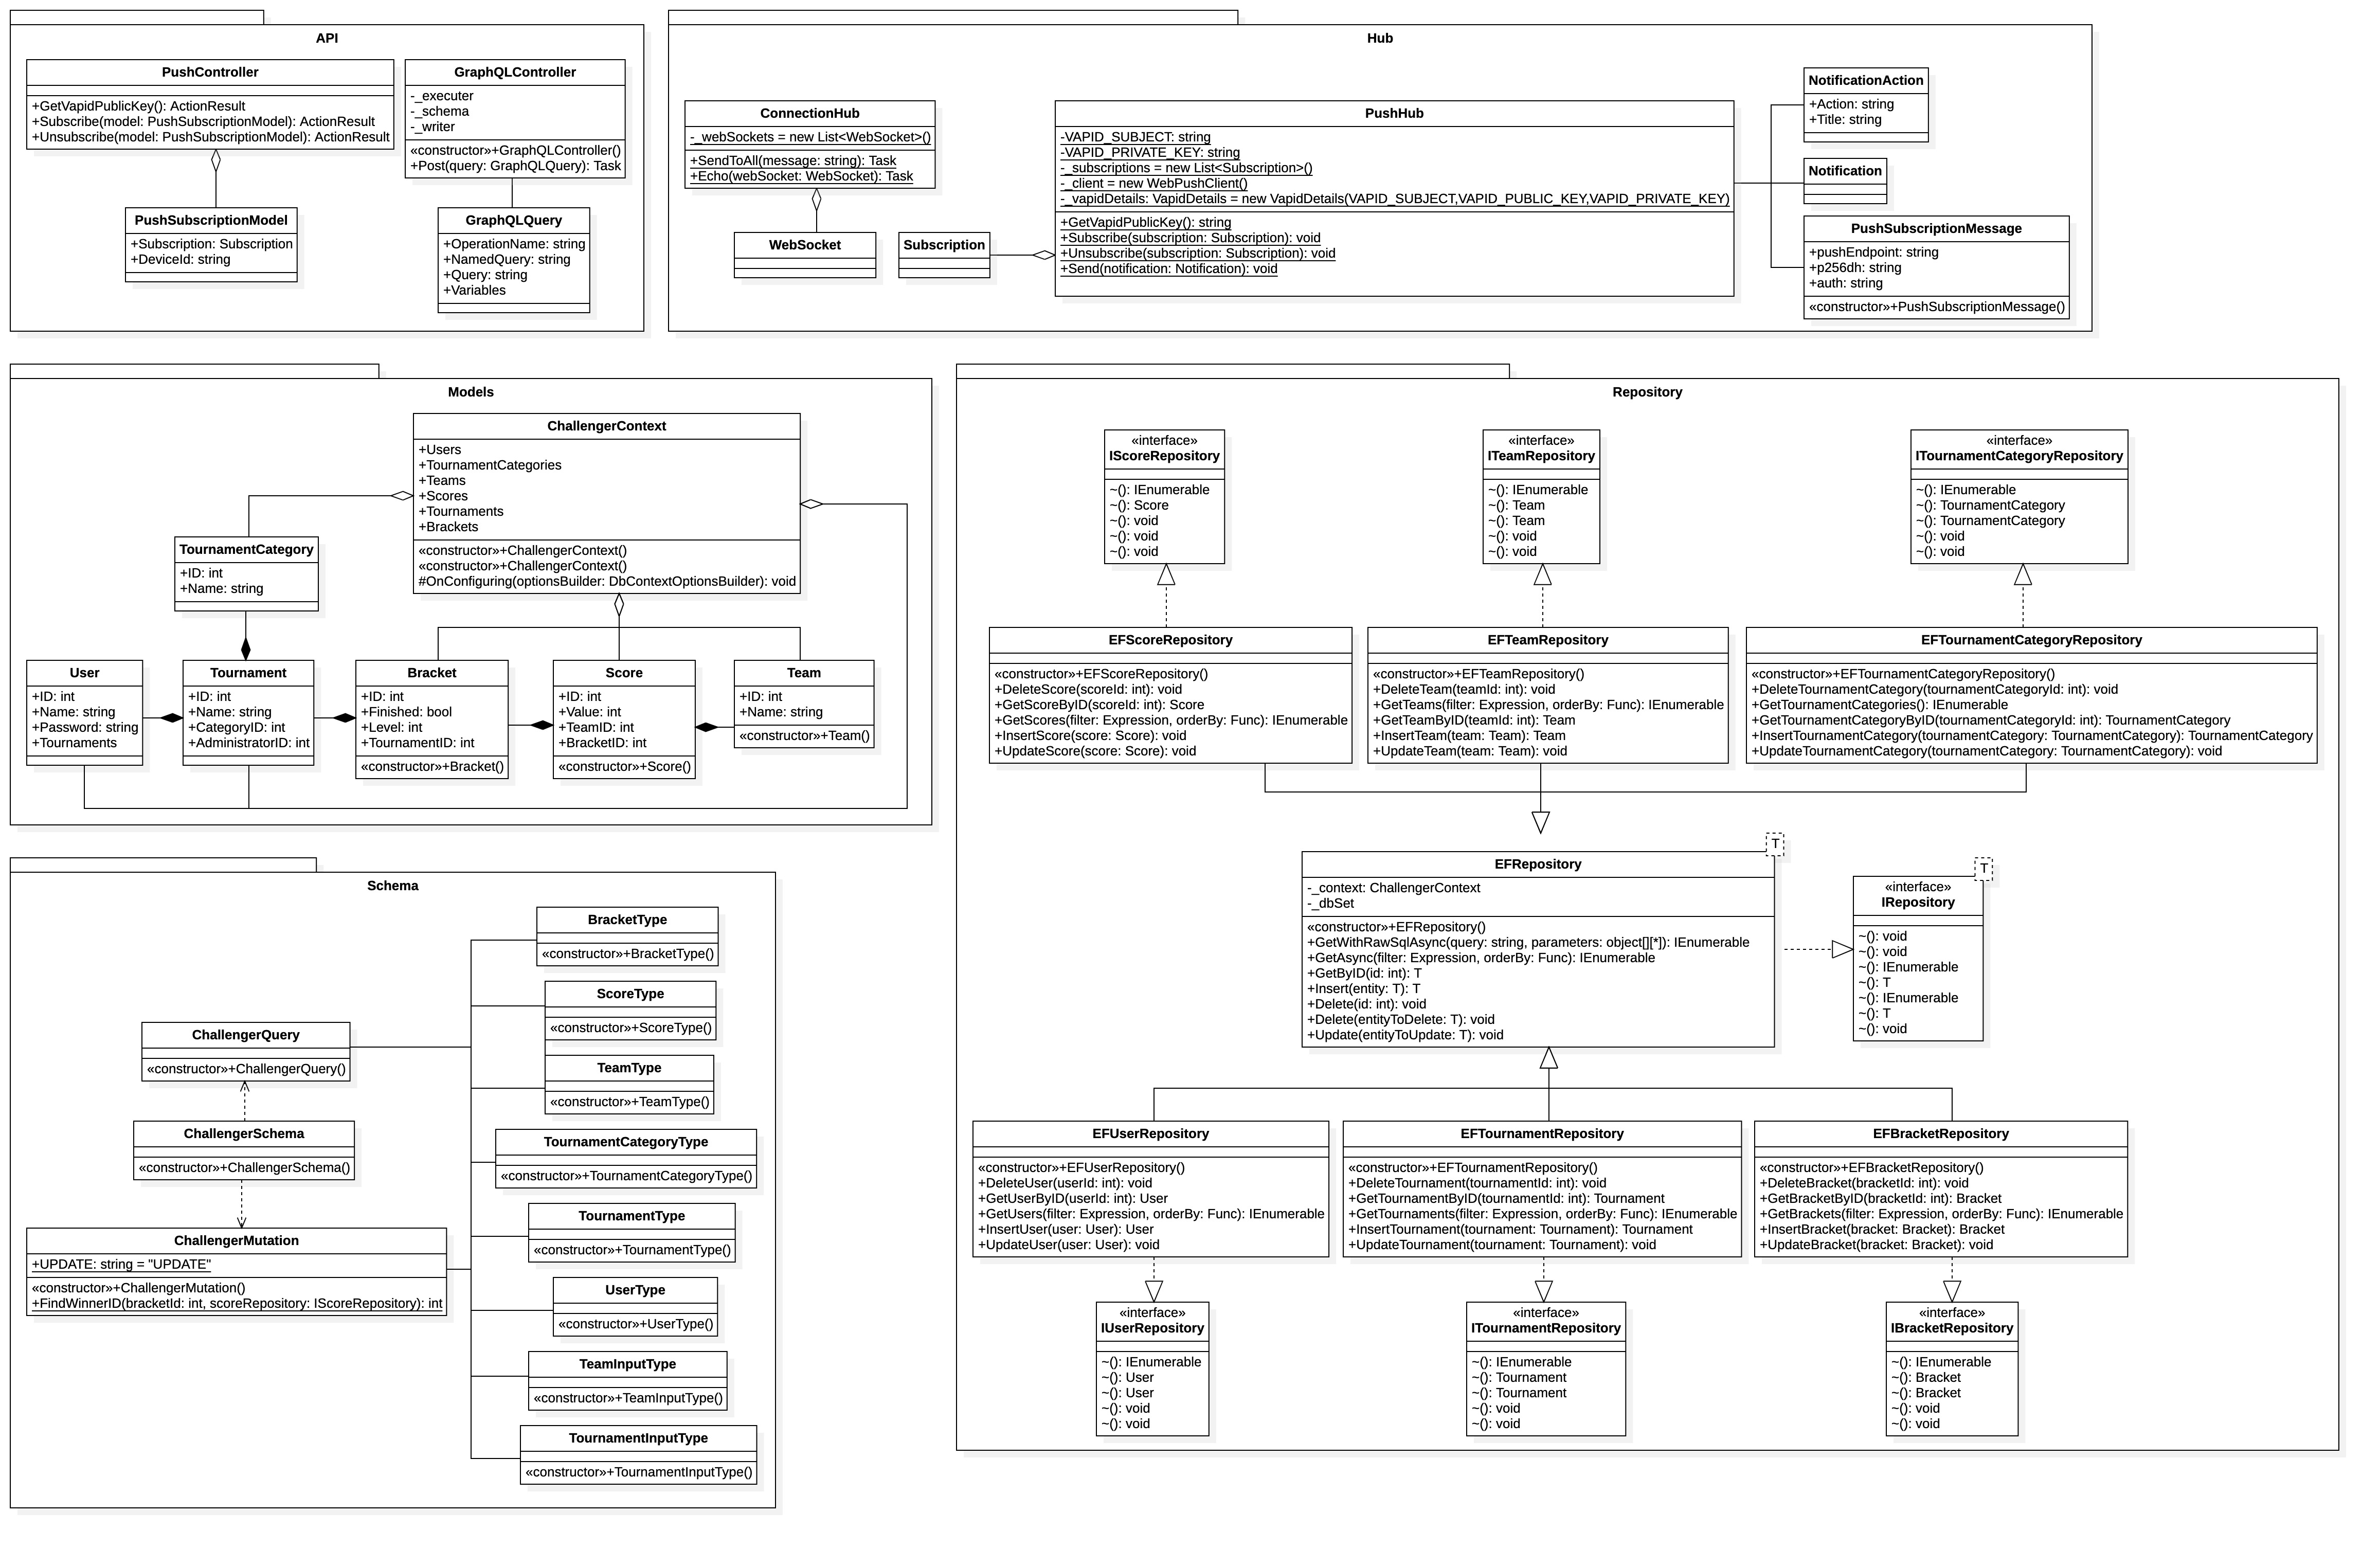 API
PushController
+GetVapidPublicKey(): ActionResult
+Subscribe(model: PushSubscriptionModel): ActionResult
+Unsubscribe(model: PushSubscriptionModel): ActionResult
GraphQLController
-_executer
-_schema
-_writer
«constructor»+GraphQLController()
+Post(query: GraphQLQuery): Task
PushSubscriptionModel
+Subscription: Subscription
+DeviceId: string
GraphQLQuery
+OperationName: string
+NamedQuery: string
+Query: string
+Variables
Hub
ConnectionHub
-_webSockets = new List<WebSocket>()
+SendToAll(message: string): Task
+Echo(webSocket: WebSocket): Task
WebSocket
Subscription
PushHub
-VAPID_SUBJECT: string
-VAPID_PRIVATE_KEY: string
-_subscriptions = new List<Subscription>()
-_client = new WebPushClient()
-_vapidDetails: VapidDetails = new VapidDetails(VAPID_SUBJECT,VAPID_PUBLIC_KEY,VAPID_PRIVATE_KEY)
+GetVapidPublicKey(): string
+Subscribe(subscription: Subscription): void
+Unsubscribe(subscription: Subscription): void
+Send(notification: Notification): void
NotificationAction
+Action: string
+Title: string
Notification
PushSubscriptionMessage
+pushEndpoint: string
+p256dh: string
+auth: string
«constructor»+PushSubscriptionMessage()
Models
ChallengerContext
+Users
+TournamentCategories
+Teams
+Scores
+Tournaments
+Brackets
«constructor»+ChallengerContext()
«constructor»+ChallengerContext()
#OnConfiguring(optionsBuilder: DbContextOptionsBuilder): void
TournamentCategory
+ID: int
+Name: string
User
+ID: int
+Name: string
+Password: string
+Tournaments
Tournament
+ID: int
+Name: string
+CategoryID: int
+AdministratorID: int
Bracket
+ID: int
+Finished: bool
+Level: int
+TournamentID: int
«constructor»+Bracket()
Score
+ID: int
+Value: int
+TeamID: int
+BracketID: int
«constructor»+Score()
Team
+ID: int
+Name: string
«constructor»+Team()
Repository
«interface»
IScoreRepository
~(): IEnumerable
~(): Score
~(): void
~(): void
~(): void
«interface»
ITeamRepository
~(): IEnumerable
~(): Team
~(): Team
~(): void
~(): void
«interface»
ITournamentCategoryRepository
~(): IEnumerable
~(): TournamentCategory
~(): TournamentCategory
~(): void
~(): void
EFScoreRepository
«constructor»+EFScoreRepository()
+DeleteScore(scoreId: int): void
+GetScoreByID(scoreId: int): Score
+GetScores(filter: Expression, orderBy: Func): IEnumerable
+InsertScore(score: Score): void
+UpdateScore(score: Score): void
EFTeamRepository
«constructor»+EFTeamRepository()
+DeleteTeam(teamId: int): void
+GetTeams(filter: Expression, orderBy: Func): IEnumerable
+GetTeamByID(teamId: int): Team
+InsertTeam(team: Team): Team
+UpdateTeam(team: Team): void
EFTournamentCategoryRepository
«constructor»+EFTournamentCategoryRepository()
+DeleteTournamentCategory(tournamentCategoryId: int): void
+GetTournamentCategories(): IEnumerable
+GetTournamentCategoryByID(tournamentCategoryId: int): TournamentCategory
+InsertTournamentCategory(tournamentCategory: TournamentCategory): TournamentCategory
+UpdateTournamentCategory(tournamentCategory: TournamentCategory): void
T
EFRepository
-_context: ChallengerContext
-_dbSet
«constructor»+EFRepository()
+GetWithRawSqlAsync(query: string, parameters: object[][*]): IEnumerable
+GetAsync(filter: Expression, orderBy: Func): IEnumerable
+GetByID(id: int): T
+Insert(entity: T): T
+Delete(id: int): void
+Delete(entityToDelete: T): void
+Update(entityToUpdate: T): void
T
«interface»
IRepository
~(): void
~(): void
~(): IEnumerable
~(): T
~(): IEnumerable
~(): T
~(): void
EFUserRepository
«constructor»+EFUserRepository()
+DeleteUser(userId: int): void
+GetUserByID(userId: int): User
+GetUsers(filter: Expression, orderBy: Func): IEnumerable
+InsertUser(user: User): User
+UpdateUser(user: User): void
EFTournamentRepository
«constructor»+EFTournamentRepository()
+DeleteTournament(tournamentId: int): void
+GetTournamentByID(tournamentId: int): Tournament
+GetTournaments(filter: Expression, orderBy: Func): IEnumerable
+InsertTournament(tournament: Tournament): Tournament
+UpdateTournament(tournament: Tournament): void
EFBracketRepository
«constructor»+EFBracketRepository()
+DeleteBracket(bracketId: int): void
+GetBracketByID(bracketId: int): Bracket
+GetBrackets(filter: Expression, orderBy: Func): IEnumerable
+InsertBracket(bracket: Bracket): Bracket
+UpdateBracket(bracket: Bracket): void
«interface»
IUserRepository
~(): IEnumerable
~(): User
~(): User
~(): void
~(): void
«interface»
ITournamentRepository
~(): IEnumerable
~(): Tournament
~(): Tournament
~(): void
~(): void
«interface»
IBracketRepository
~(): IEnumerable
~(): Bracket
~(): Bracket
~(): void
~(): void
Schema
ChallengerQuery
«constructor»+ChallengerQuery()
ChallengerSchema
«constructor»+ChallengerSchema()
ChallengerMutation
+UPDATE: string = "UPDATE"
«constructor»+ChallengerMutation()
+FindWinnerID(bracketId: int, scoreRepository: IScoreRepository): int
BracketType
«constructor»+BracketType()
ScoreType
«constructor»+ScoreType()
TeamType
«constructor»+TeamType()
TournamentCategoryType
«constructor»+TournamentCategoryType()
TournamentType
«constructor»+TournamentType()
UserType
«constructor»+UserType()
TeamInputType
«constructor»+TeamInputType()
TournamentInputType
«constructor»+TournamentInputType()